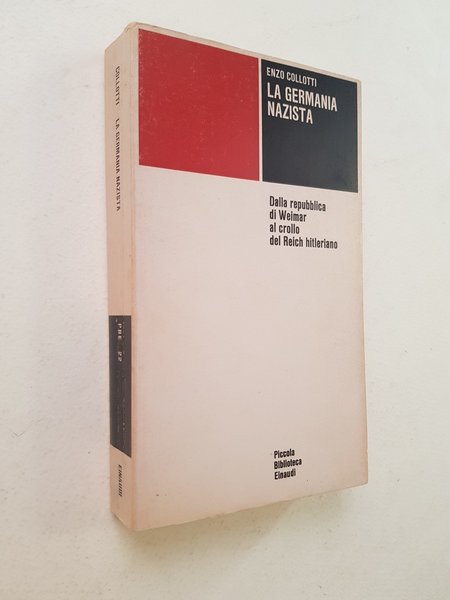 ENZO COLLOTTI
LA GERMANIA
NAZISTA
Dalla repubblica
di Weimar
al crollo
del Reich hitleriano
Piccola
Biblioteca
Einaudi
COLLOTTI LA GERMANIA NAZISTA
PBE 22
EINAUDI